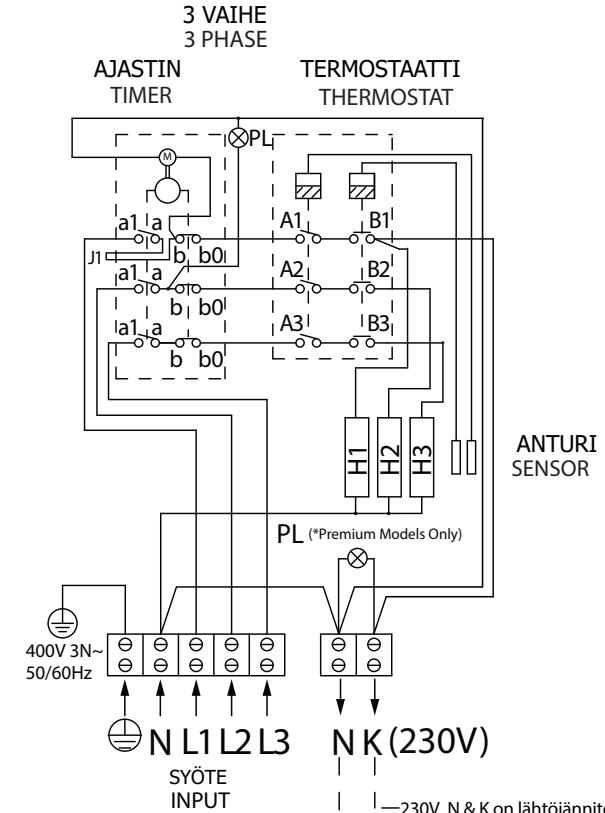 3 VAIHE
3 PHASE
AJASTIN
TIMER
TERMOSTAATTI
THERMOSTAT
PL
M
a1 a
b b0
A1
B1
J1
a1 a
b b0
A2
B2
a1 a
b b0
A3
B3
H1
H2
H3
ANTURI
SENSOR
PL (*Premium Models Only)
400V 3N~
50/60Hz
N L1 L2 L3
N K (230V)
SYÖTE
INPUT
230V N & K on lähtöjännite